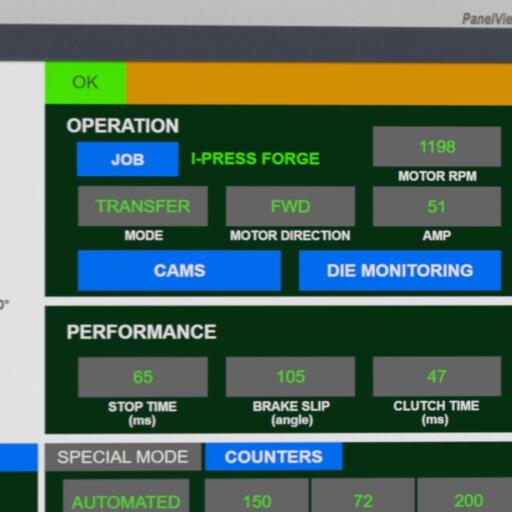 PanelVie
OK
OPERATION
JOB I-PRESS FORGE 1198
MOTOR RPM
TRANSFER FWD 51
MODE MOTOR DIRECTION AMP
CAMS DIE MONITORING
0°
PERFORMANCE
65 105 47
STOP TIME BRAKE SLIP CLUTCH TIME
(ms) (angle) (ms)
SPECIAL MODE COUNTERS
AUTOMATED 150 72 200